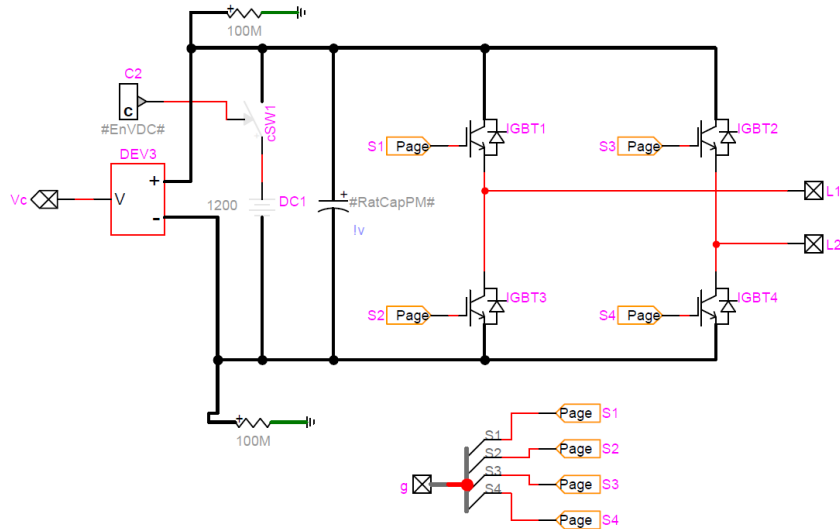 +
100M
C2
c
#EnVDC#
cSW1
S1 Page
IGBT1
S3 Page
IGBT2
DEV3
Vc
V
+
-
1200
DC1
+
#RatCapPM#
!v
L1
L2
S2 Page
IGBT3
S4 Page
IGBT4
+
100M
S1 Page S1
S2 Page S2
g
S3 Page S3
S4 Page S4